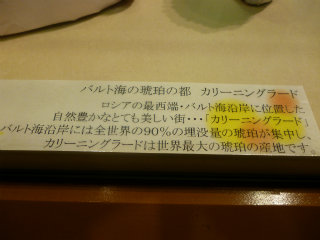 バルト海の琥珀の都 カリーニングラード
ロシアの最西端・バルト海沿岸に位置した
自然豊かなとても美しい街・・・「カリーニングラード」
バルト海沿岸には全世界の90%の埋没量の琥珀が集中し、
カリーニングラードは世界最大の琥珀の産地です